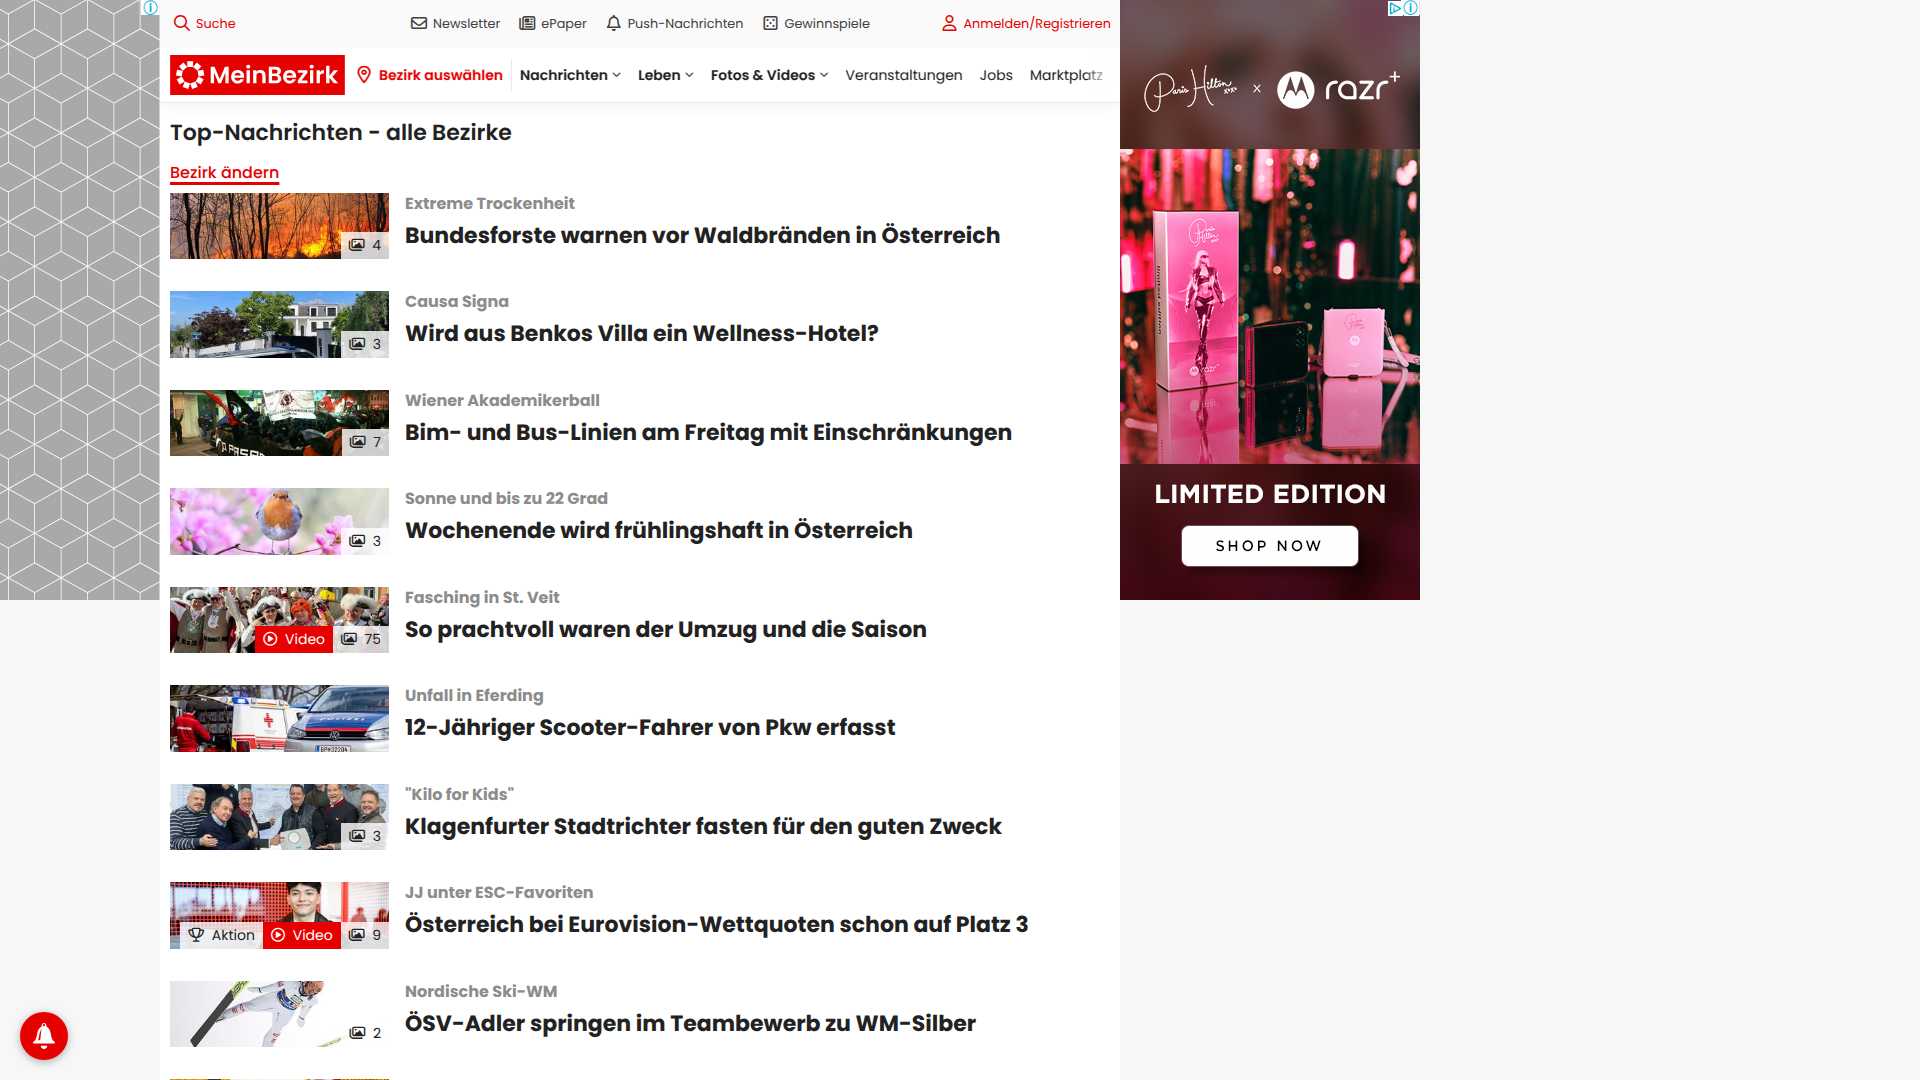 Suche
Newsletter
ePaper
Push-Nachrichten
Gewinnspiele
Anmelden/Registrieren
MeinBezirk
Bezirk auswählen
Nachrichten
Leben
Fotos & Videos
Veranstaltungen
Jobs
Marktplatz
Top-Nachrichten - alle Bezirke
Bezirk ändern
4
Extreme Trockenheit
Bundesforste warnen vor Waldbränden in Österreich
3
Causa Signa
Wird aus Benkos Villa ein Wellness-Hotel?
7
Wiener Akademikerball
Bim- und Bus-Linien am Freitag mit Einschränkungen
3
Sonne und bis zu 22 Grad
Wochenende wird frühlingshaft in Österreich
Video
75
Fasching in St. Veit
So prachtvoll waren der Umzug und die Saison
Unfall in Eferding
12-Jähriger Scooter-Fahrer von Pkw erfasst
3
"Kilo for Kids"
Klagenfurter Stadtrichter fasten für den guten Zweck
Aktion
Video
9
JJ unter ESC-Favoriten
Österreich bei Eurovision-Wettquoten schon auf Platz 3
2
Nordische Ski-WM
ÖSV-Adler springen im Teambewerb zu WM-Silber
Paris Hilton
x
razr+
LIMITED EDITION
SHOP NOW